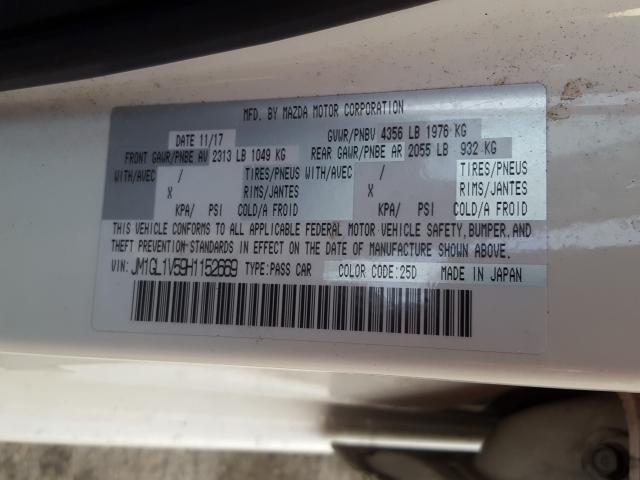 MFD. BY MAZDA MOTOR CORPORATION
DATE 11/17 GVWR/PNBV 4356 LB 1976 KG
FRONT GAWR/PNBE AV 2313 LB 1049 KG REAR GAWR/PNBE AR 2055 LB 932 KG
WITH/AVEC / TIRES/PNEUS WITH/AVEC / TIRES/PNEUS
X RIMS/JANTES X RIMS/JANTES
KPA/ PSI COLD/A FROID KPA/ PSI COLD/A FROID
THIS VEHICLE CONFORMS TO ALL APPLICABLE FEDERAL MOTOR VEHICLE SAFETY, BUMPER, AND
THEFT PREVENTION STANDARDS IN EFFECT ON THE DATE OF MANUFACTURE SHOWN ABOVE.
VIN: JM1GL1V59H1152669 TYPE:PASS CAR COLOR CODE:25D MADE IN JAPAN